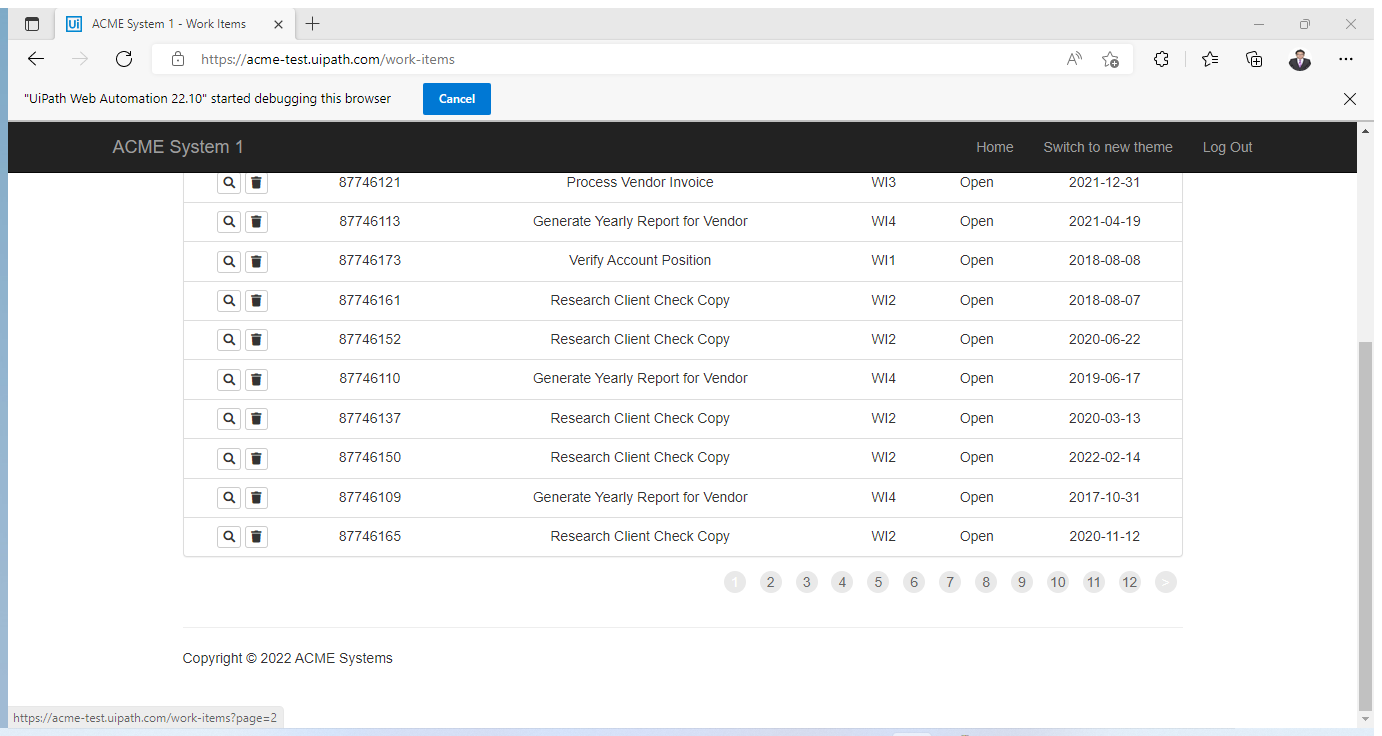 Ui ACME System 1 - Work Items
https://acme-test.uipath.com/work-items
"UiPath Web Automation 22.10" started debugging this browser Cancel
ACME System 1 Home Switch to new theme Log Out
87746121 Process Vendor Invoice WI3 Open 2021-12-31
87746113 Generate Yearly Report for Vendor WI4 Open 2021-04-19
87746173 Verify Account Position WI1 Open 2018-08-08
87746161 Research Client Check Copy WI2 Open 2018-08-07
87746152 Research Client Check Copy WI2 Open 2020-06-22
87746110 Generate Yearly Report for Vendor WI4 Open 2019-06-17
87746137 Research Client Check Copy WI2 Open 2020-03-13
87746150 Research Client Check Copy WI2 Open 2022-02-14
87746109 Generate Yearly Report for Vendor WI4 Open 2017-10-31
87746165 Research Client Check Copy WI2 Open 2020-11-12
1 2 3 4 5 6 7 8 9 10 11 12 >
Copyright © 2022 ACME Systems
https://acme-test.uipath.com/work-items?page=2